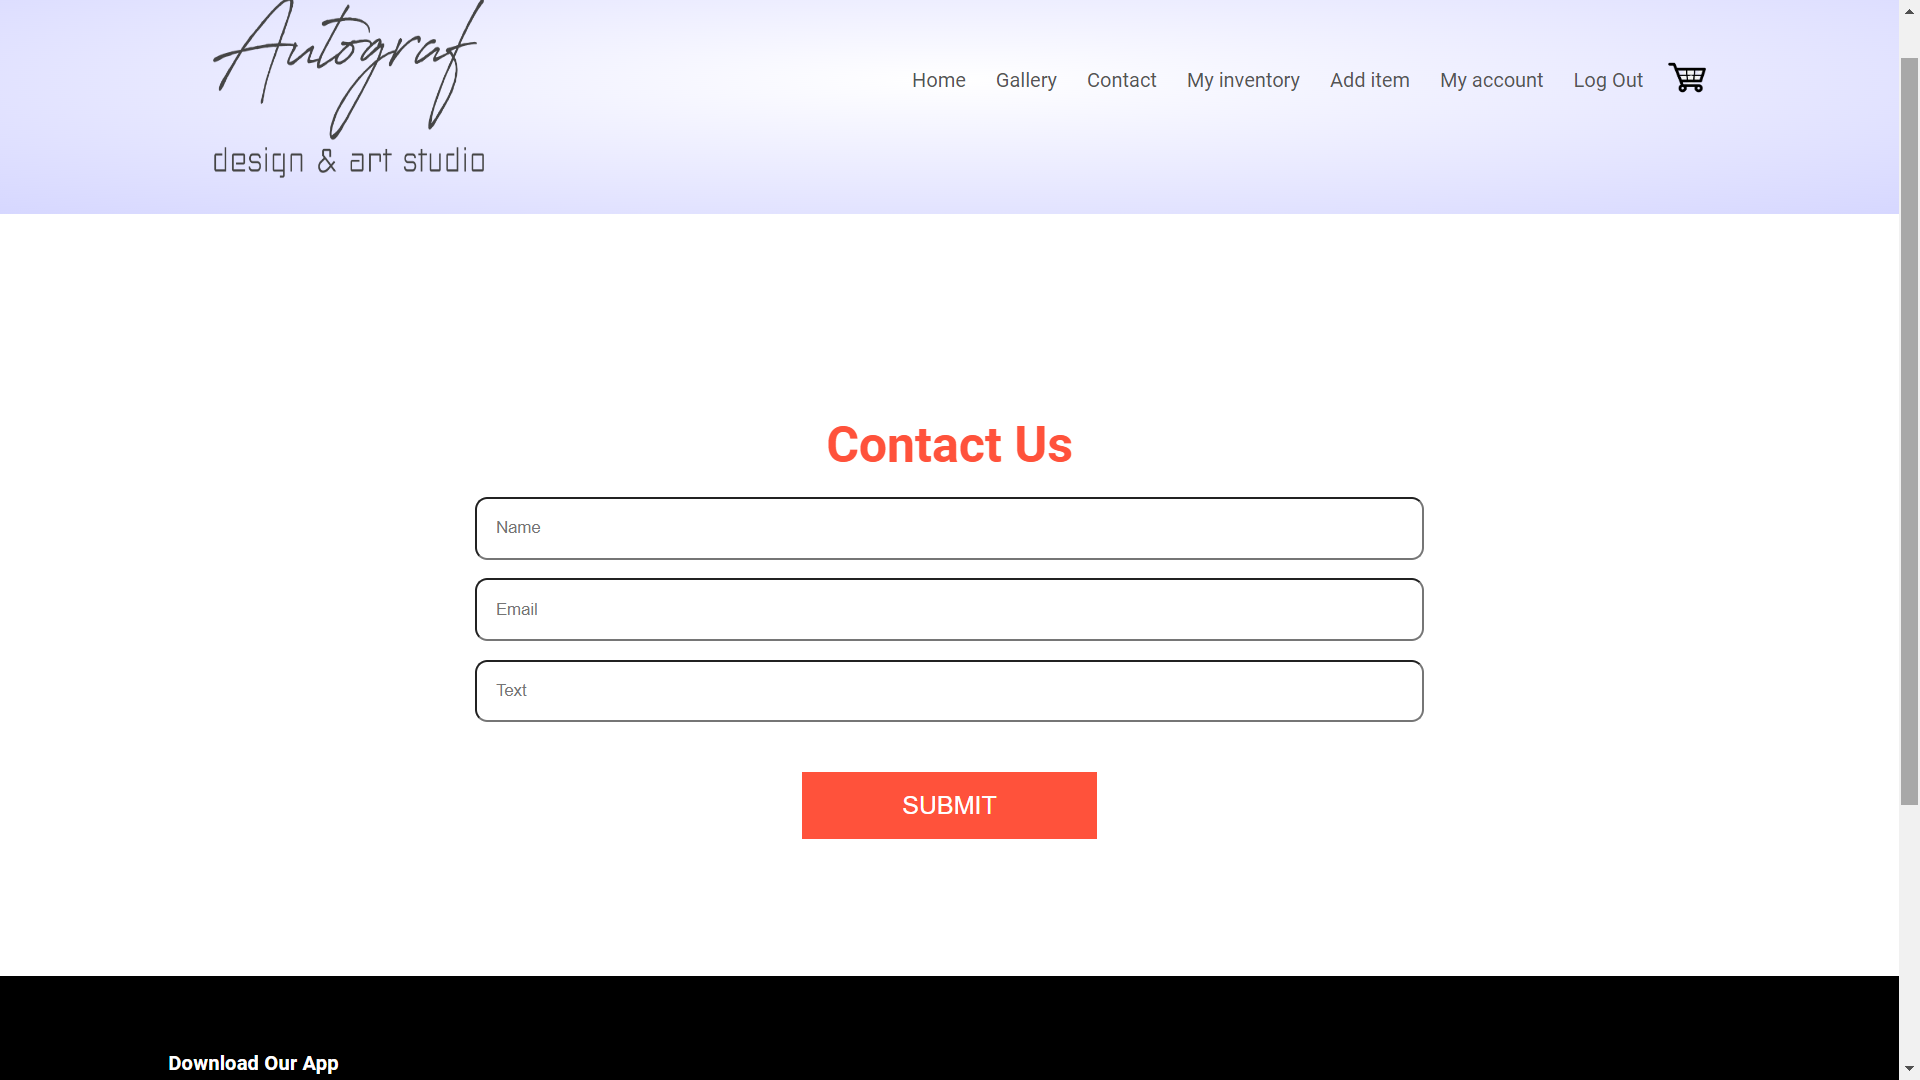 Autograf
design & art studio
Home Gallery Contact My inventory Add item My account Log Out
Contact Us
Name
Email
Text
SUBMIT
Download Our App